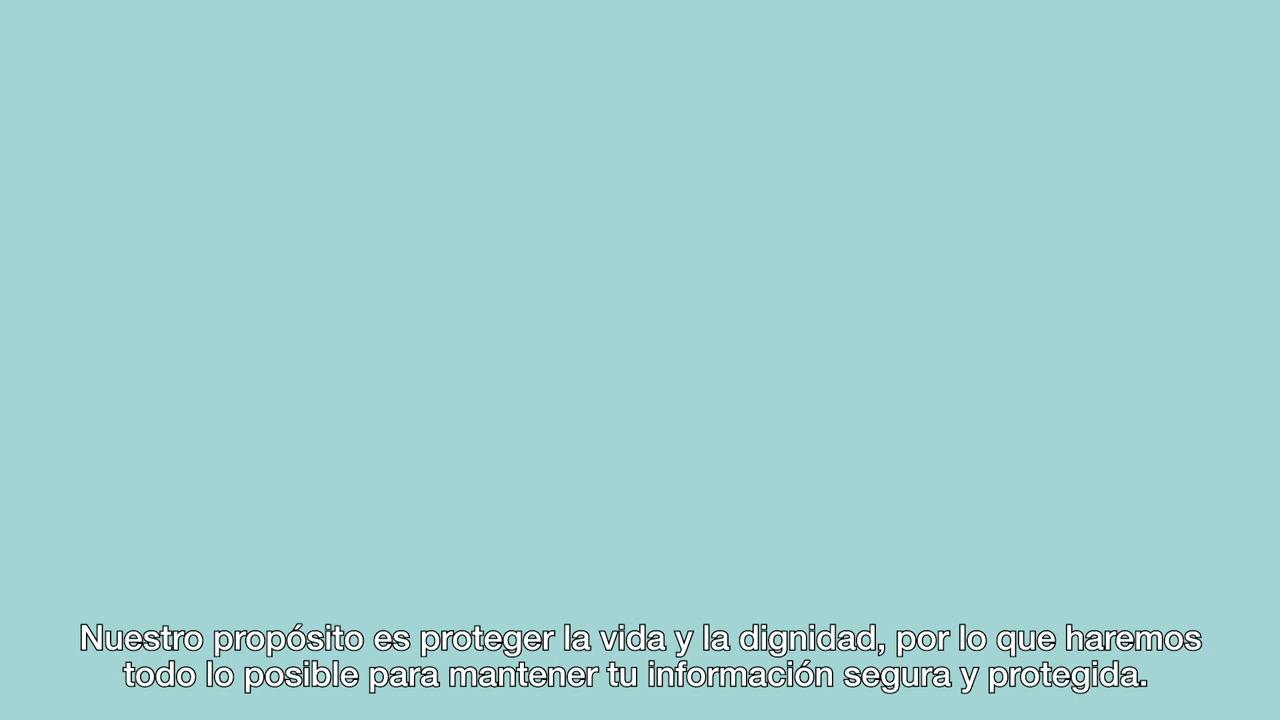 Nuestro propósito es proteger la vida y la dignidad, por lo que haremos
todo lo posible para mantener tu información segura y protegida.